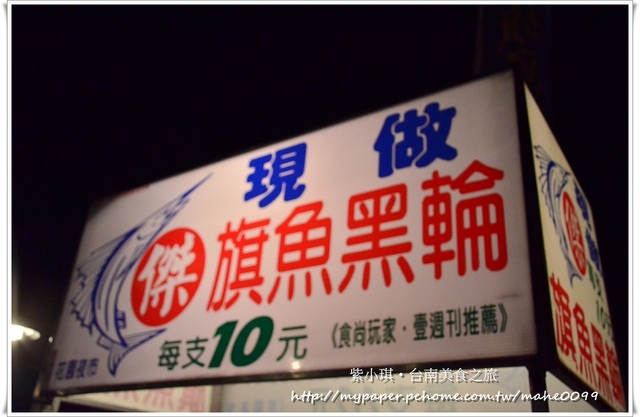 現做
傑 旗魚黑輪
每支10元 《食尚玩家‧壹週刊推薦》
花園夜市
傑
旗魚黑輪
紫小琪‧台南美食之旅
http://mypaper.pchome.com.tw/mahe0099